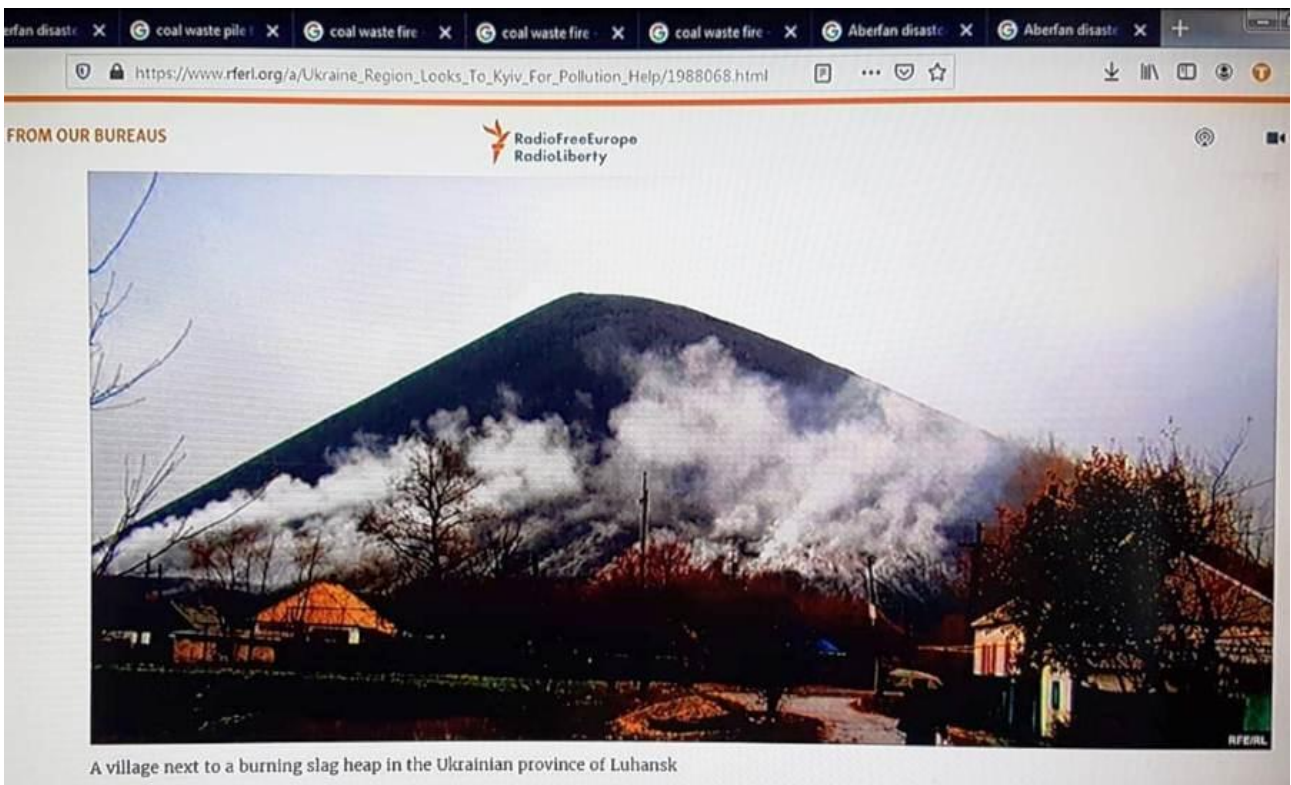 erfan disaste
coal waste pile f
coal waste fire -
coal waste fire -
coal waste fire -
Aberfan disaste
Aberfan disaste
https://www.rferl.org/a/Ukraine_Region_Looks_To_Kyiv_For_Pollution_Help/1988068.html
FROM OUR BUREAUS
RadioFreeEurope
RadioLiberty
RFE/RL
A village next to a burning slag heap in the Ukrainian province of Luhansk